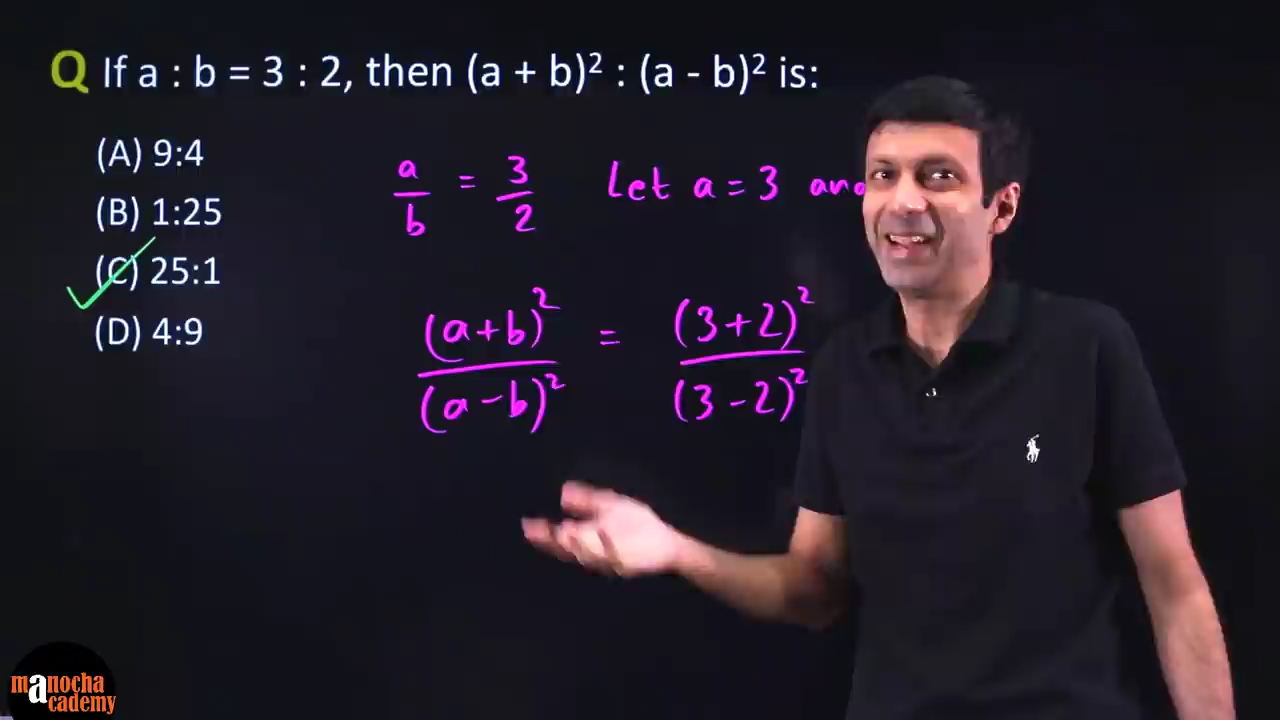 Q If a : b = 3 : 2, then (a + b)² : (a - b)² is:
(A) 9:4
(B) 1:25
(C) 25:1
(D) 4:9
a/b = 3/2 Let a = 3
(a+b)²/(a-b)² = (3+2)²/(3-2)²
manocha
academy